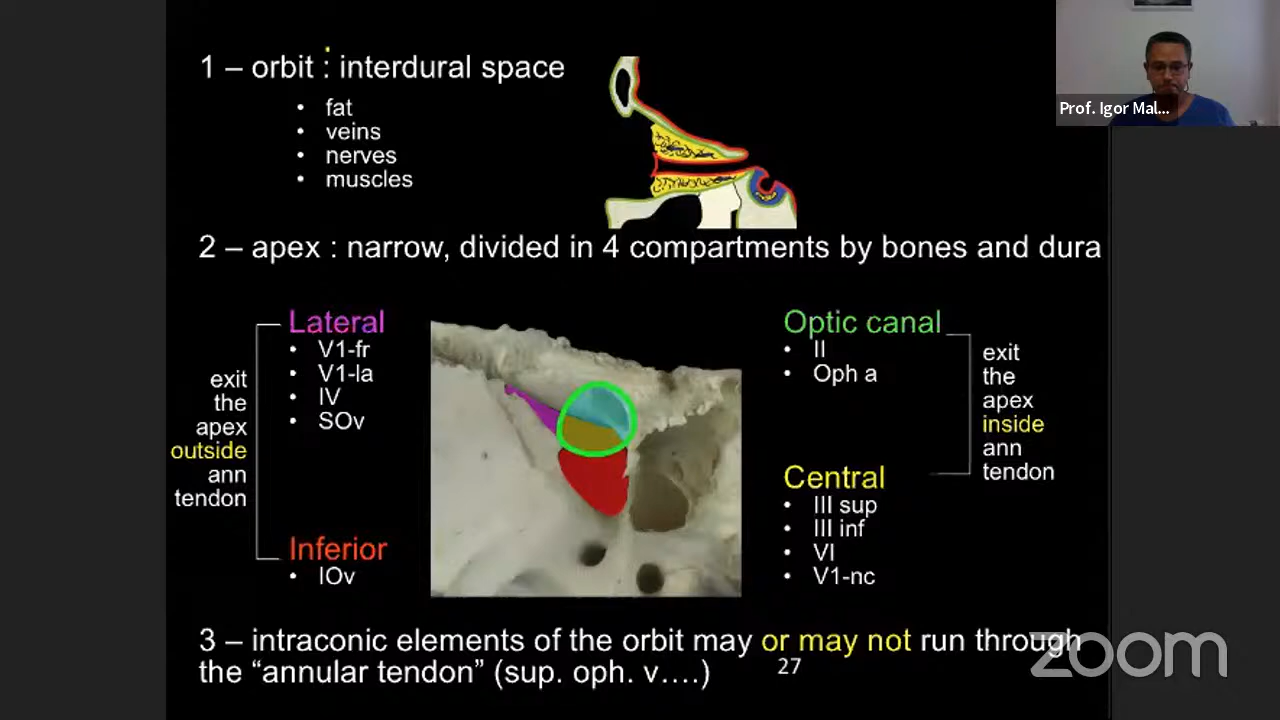 1 – orbit : interdural space
• fat
• veins
• nerves
• muscles
Prof. Igor Mal...
2 – apex : narrow, divided in 4 compartments by bones and dura
Lateral
• V1-fr
• V1-la
• IV
• SOv
exit
the
apex
outside
ann
tendon
Inferior
• IOv
Optic canal
• II
• Oph a
exit
the
apex
inside
ann
tendon
Central
• III sup
• III inf
• VI
• V1-nc
3 – intraconic elements of the orbit may or may not run through
the “annular tendon” (sup. oph. v....)
27
zoom